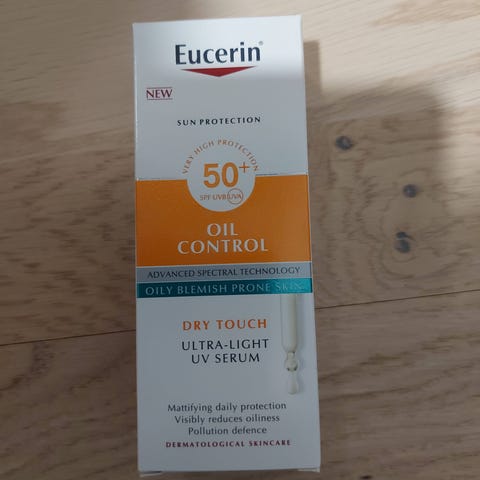 Eucerin®
NEW
SUN PROTECTION
VERY HIGH PROTECTION
50+
SPF UVB UVA
OIL
CONTROL
ADVANCED SPECTRAL TECHNOLOGY
OILY BLEMISH PRONE SKIN
DRY TOUCH
ULTRA-LIGHT
UV SERUM
Mattifying daily protection
Visibly reduces oiliness
Pollution defence
DERMATOLOGICAL SKINCARE